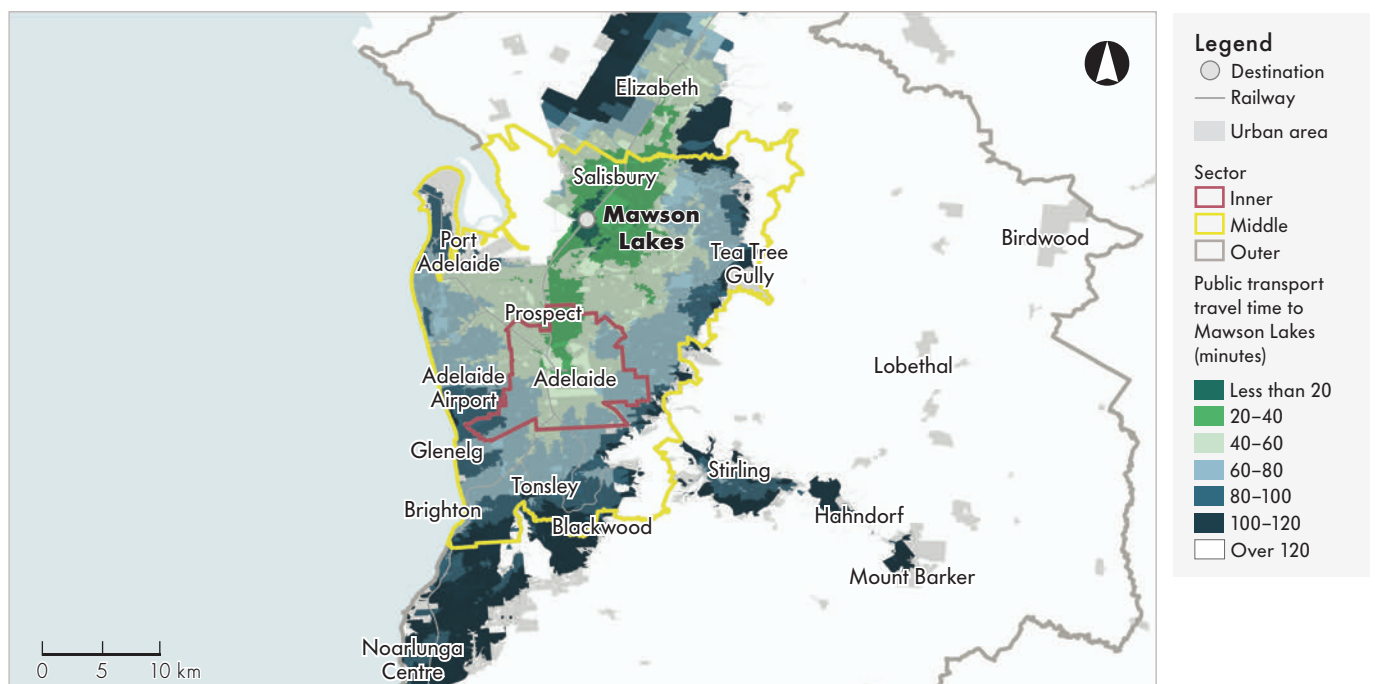 Elizabeth
Salisbury
Mawson
Lakes
Port
Adelaide
Tea Tree
Gully
Birdwood
Prospect
Lobethal
Adelaide
Airport
Adelaide
Glenelg
Stirling
Tonsley
Brighton
Blackwood
Hahndorf
Mount Barker
Noarlunga
Centre
0 5 10 km
Legend
Destination
Railway
Urban area
Sector
Inner
Middle
Outer
Public transport
travel time to
Mawson Lakes
(minutes)
Less than 20
20–40
40–60
60–80
80–100
100–120
Over 120